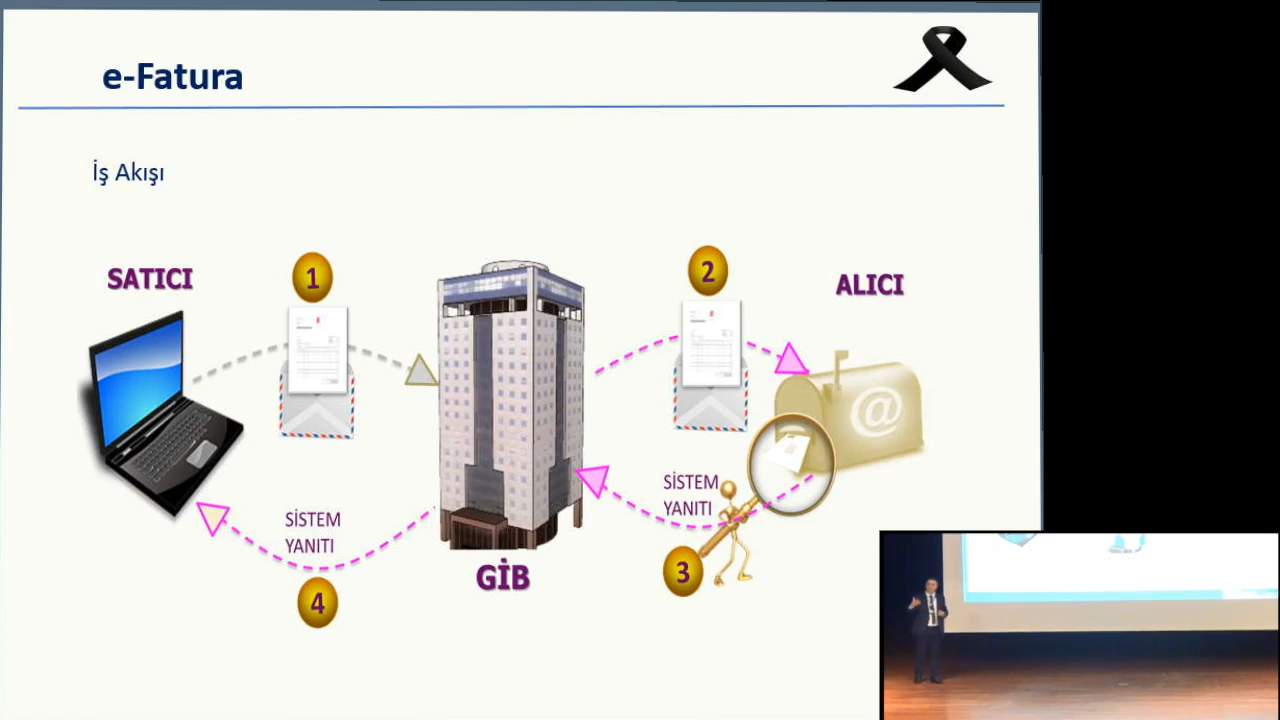 e-Fatura
İş Akışı
SATICI
1
2
ALICI
@
SİSTEM
YANITI
SİSTEM
YANITI
GİB
3
4